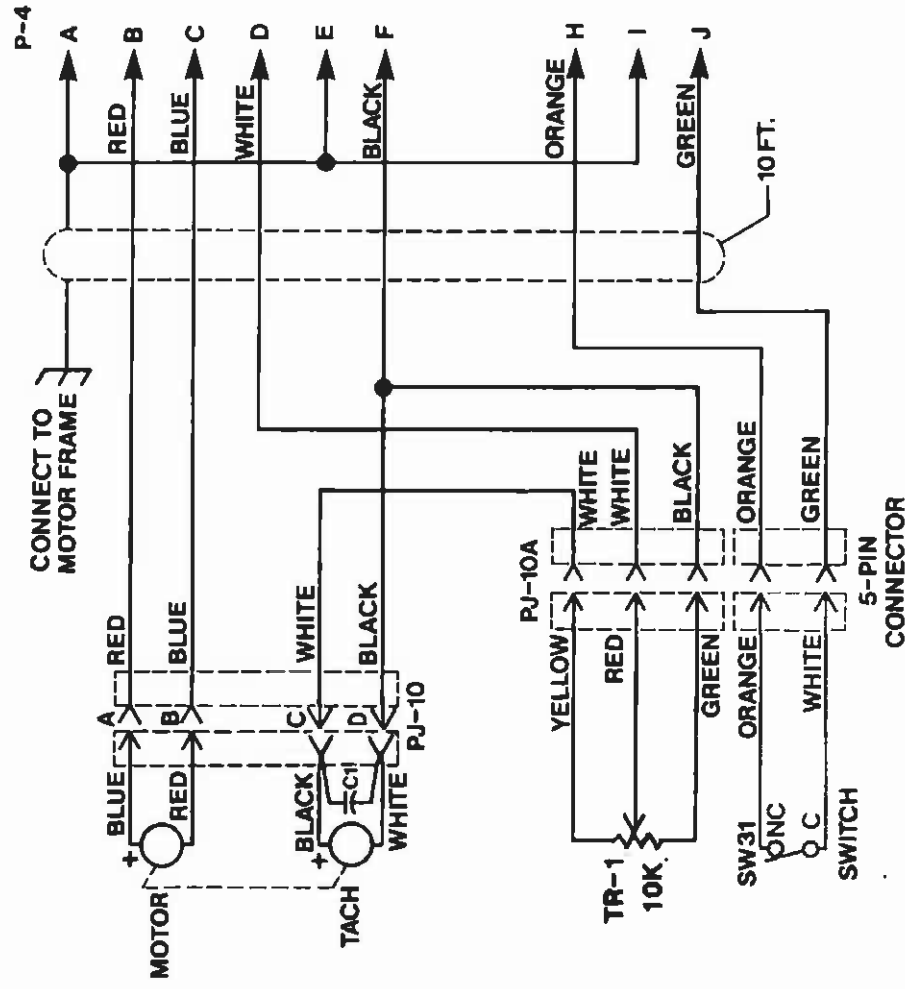 P-4
A
B
C
D
E
F
H
I
J
RED
BLUE
WHITE
BLACK
ORANGE
GREEN
10 FT.
CONNECT TO
MOTOR FRAME
RED
BLUE
WHITE
BLACK
A
B
C
D
PJ-10
BLUE
RED
BLACK
WHITE
C1
+
MOTOR
+
TACH
WHITE
WHITE
BLACK
ORANGE
GREEN
PJ-10A
5-PIN
CONNECTOR
YELLOW
RED
GREEN
ORANGE
WHITE
TR-1
10K
SW31
NC
C
SWITCH